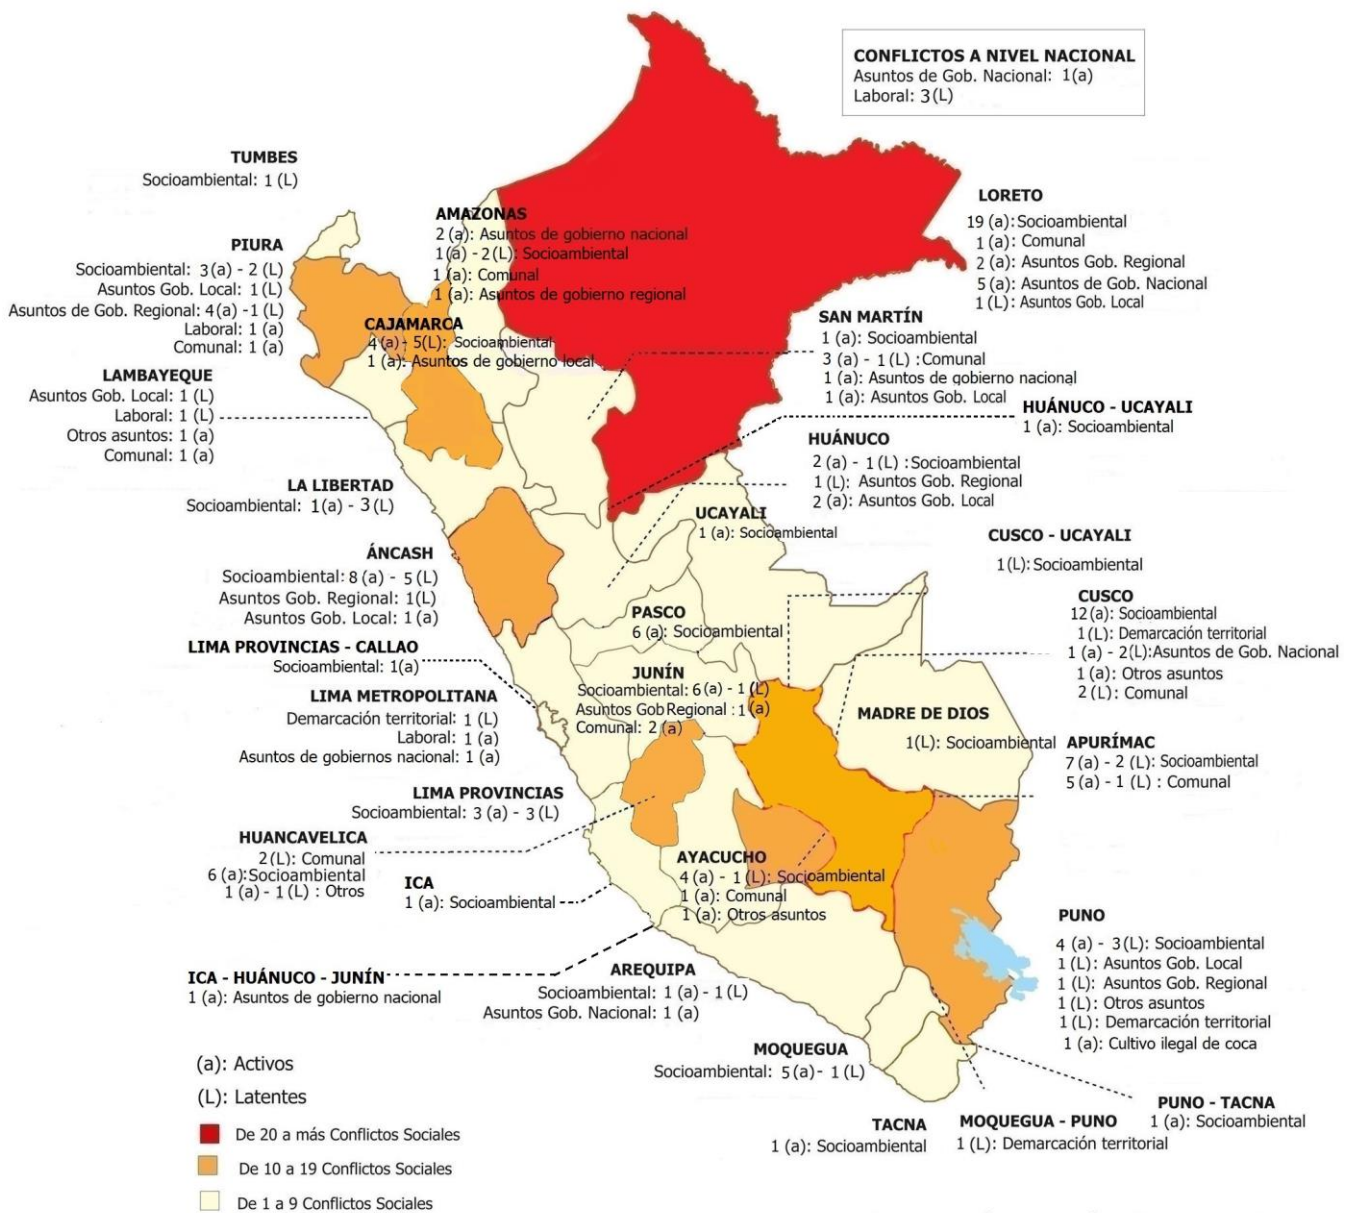 CONFLICTOS A NIVEL NACIONAL
Asuntos de Gob. Nacional: 1(a)
Laboral: 3(L)
TUMBES
Socioambiental: 1 (L)
PIURA
Socioambiental: 3(a) - 2 (L)
Asuntos Gob. Local: 1 (L)
Asuntos de Gob. Regional: 4(a) -1 (L)
Laboral: 1 (a)
Comunal: 1 (a)
AMAZONAS
2 (a): Asuntos de gobierno nacional
1(a) - 2(L): Socioambiental
1(a): Comunal
1 (a): Asuntos de gobierno regional
LORETO
19 (a): Socioambiental
1(a): Comunal
2(a): Asuntos Gob. Regional
5(a): Asuntos de Gob. Nacional
1(L): Asuntos Gob. Local
CAJAMARCA
4(a)- 5(L): Socioambiental
1(a): Asuntos de gobierno local
SAN MARTÍN
1(a): Socioambiental
3 (a) - 1(L) :Comunal
1(a): Asuntos de gobierno nacional
1(a): Asuntos Gob. Local
LAMBAYEQUE
Asuntos Gob. Local: 1 (L)
Laboral: 1 (L)
Otros asuntos: 1 (a)
Comunal: 1 (a)
HUÁNUCO - UCAYALI
1 (a): Socioambiental
HUÁNUCO
2 (a) - 1(L) :Socioambiental
1(L): Asuntos Gob. Regional
2(a): Asuntos Gob. Local
LA LIBERTAD
Socioambiental: 1(a) - 3(L)
UCAYALI
1 (a): Socioambiental
CUSCO - UCAYALI
1(L): Socioambiental
ÁNCASH
Socioambiental: 8 (a) - 5 (L)
Asuntos Gob. Regional: 1(L)
Asuntos Gob. Local: 1 (a)
CUSCO
12(a): Socioambiental
1(L): Demarcación territorial
1(a) - 2(L):Asuntos de Gob. Nacional
1(a): Otros asuntos
2(L): Comunal
PASCO
6 (a): Socioambiental
LIMA PROVINCIAS - CALLAO
Socioambiental: 1(a)
JUNÍN
Socioambiental: 6(a) - 1 (L)
Asuntos Gob Regional : 1(a)
Comunal: 2 (a)
LIMA METROPOLITANA
Demarcación territorial: 1 (L)
Laboral: 1 (a)
Asuntos de gobiernos nacional: 1 (a)
MADRE DE DIOS
1(L): Socioambiental
APURÍMAC
7(a) - 2 (L): Socioambiental
5(a) - 1 (L) : Comunal
LIMA PROVINCIAS
Socioambiental: 3 (a) - 3(L)
HUANCAVELICA
2(L): Comunal
6(a):Socioambiental
1(a) - 1(L) : Otros
AYACUCHO
4 (a) - 1(L): Socioambiental
1(a): Comunal
1(a): Otros asuntos
ICA
1 (a): Socioambiental
PUNO
4 (a) - 3(L): Socioambiental
1(L): Asuntos Gob. Local
1(L): Asuntos Gob. Regional
1(L): Otros asuntos
1(L): Demarcación territorial
1(a): Cultivo ilegal de coca
ICA - HUÁNUCO - JUNÍN
1 (a): Asuntos de gobierno nacional
AREQUIPA
Socioambiental: 1 (a) - 1(L)
Asuntos Gob. Nacional: 1 (a)
MOQUEGUA
Socioambiental: 5(a)- 1(L)
TACNA
1 (a): Socioambiental
MOQUEGUA - PUNO
1(L): Demarcación territorial
PUNO - TACNA
1(a): Socioambiental
(a): Activos
(L): Latentes
De 20 a más Conflictos Sociales
De 10 a 19 Conflictos Sociales
De 1 a 9 Conflictos Sociales